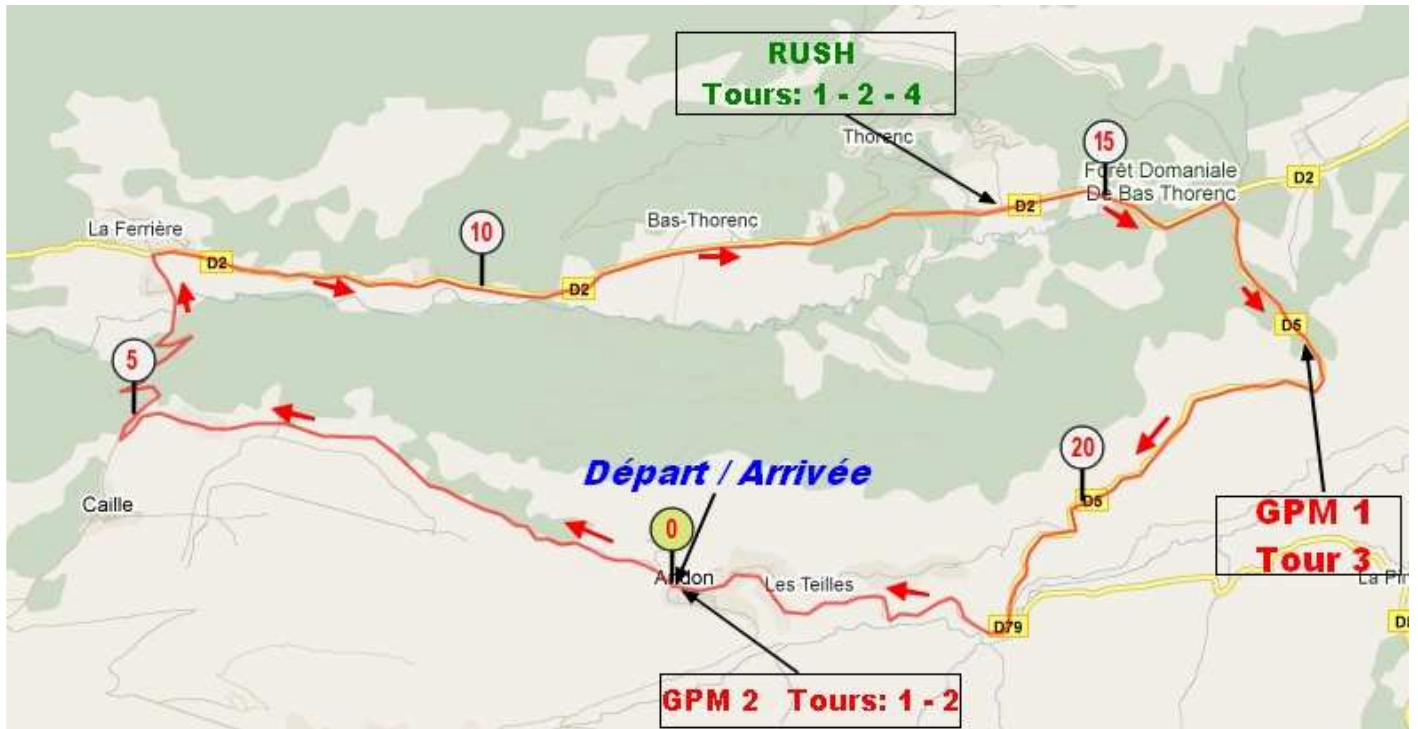 RUSH
Tours: 1 - 2 - 4
Thorenc
15
Forêt Domaniale
De Bas Thorenc
D2
D2
La Ferrière
D2
10
Bas-Thorenc
D2
D5
5
Départ / Arrivée
20
D5
Caille
0
Andon
Les Teilles
GPM 1
Tour 3
D79
GPM 2 Tours: 1 - 2